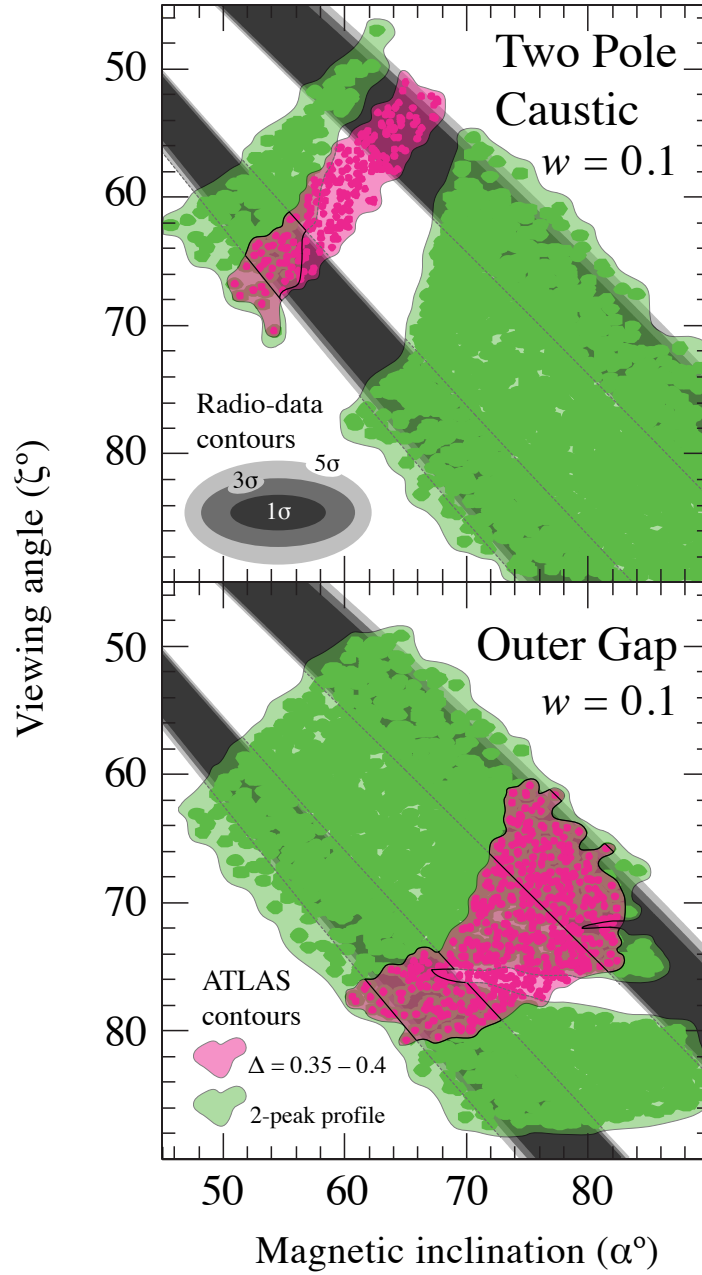 Two Pole
Caustic
w = 0.1
50
60
70
80
Radio-data
contours
5σ
3σ
1σ
Viewing angle (ζº)
Outer Gap
w = 0.1
50
60
70
80
ATLAS
contours
Δ = 0.35 – 0.4
2-peak profile
50 60 70 80
Magnetic inclination (αº)